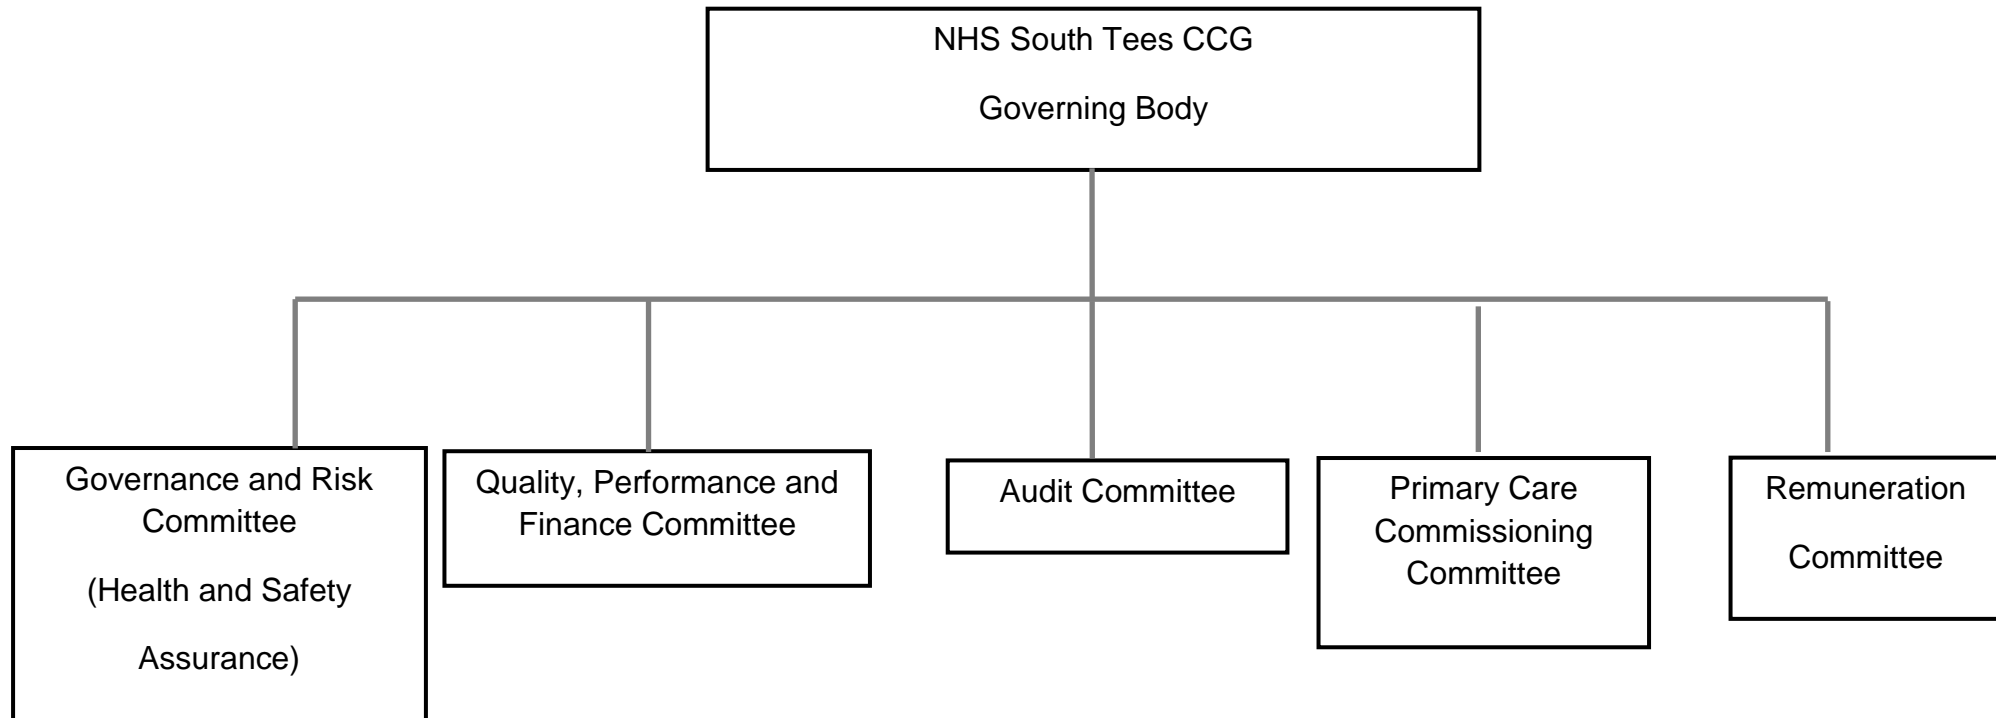 NHS South Tees CCG
Governing Body
Governance and Risk
Committee
(Health and Safety
Assurance)
Quality, Performance and
Finance Committee
Audit Committee
Primary Care
Commissioning
Committee
Remuneration
Committee